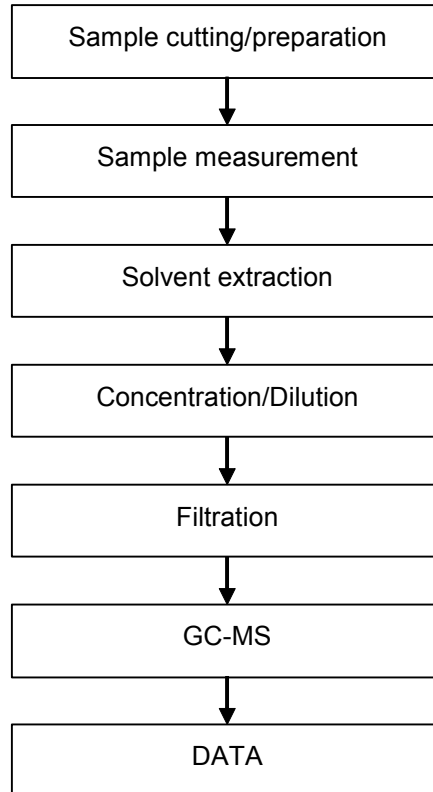 Sample cutting/preparation
Sample measurement
Solvent extraction
Concentration/Dilution
Filtration
GC-MS
DATA